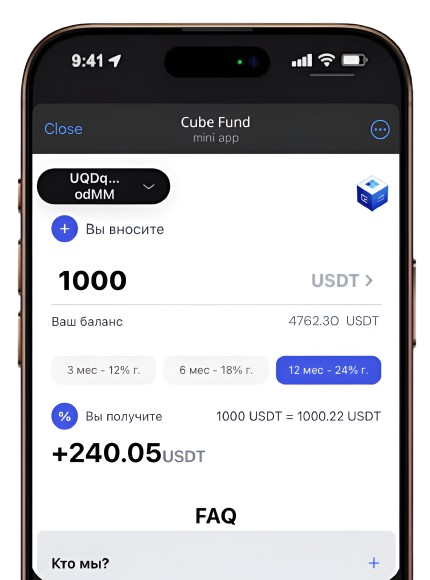 9:41
Close
Cube Fund
mini app
UQDq...
odMM
Вы вносите
1000
USDT
Ваш баланс
4762.30 USDT
3 мес - 12% г.
6 мес - 18% г.
12 мес - 24% г.
% Вы получите
1000 USDT = 1000.22 USDT
+240.05USDT
FAQ
Кто мы?
+